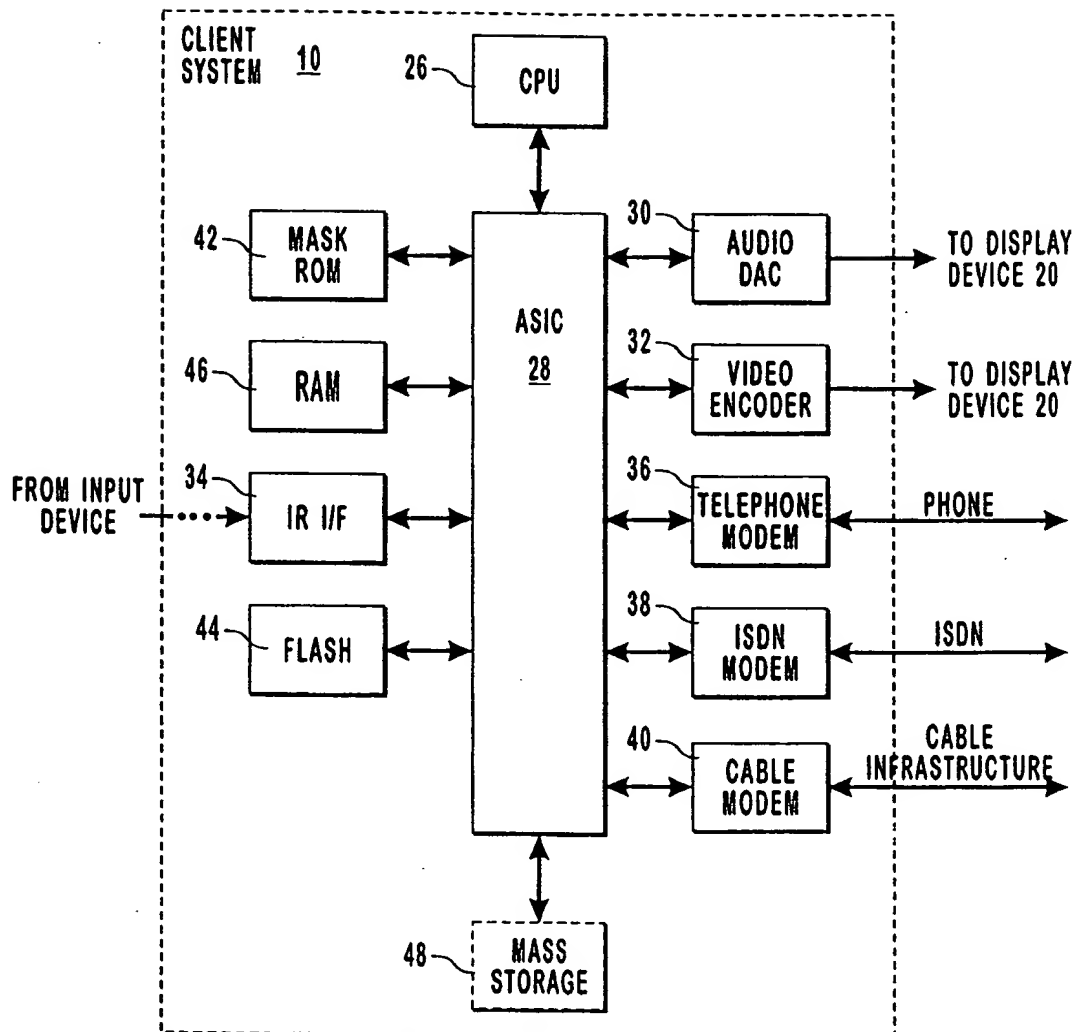 CLIENT
SYSTEM 10
26
CPU
42
MASK
ROM
30
AUDIO
DAC
TO DISPLAY
DEVICE 20
ASIC
28
46
RAM
32
VIDEO
ENCODER
TO DISPLAY
DEVICE 20
FROM INPUT
DEVICE
34
IR I/F
36
TELEPHONE
MODEM
PHONE
44
FLASH
38
ISDN
MODEM
ISDN
40
CABLE
MODEM
CABLE
INFRASTRUCTURE
48
MASS
STORAGE